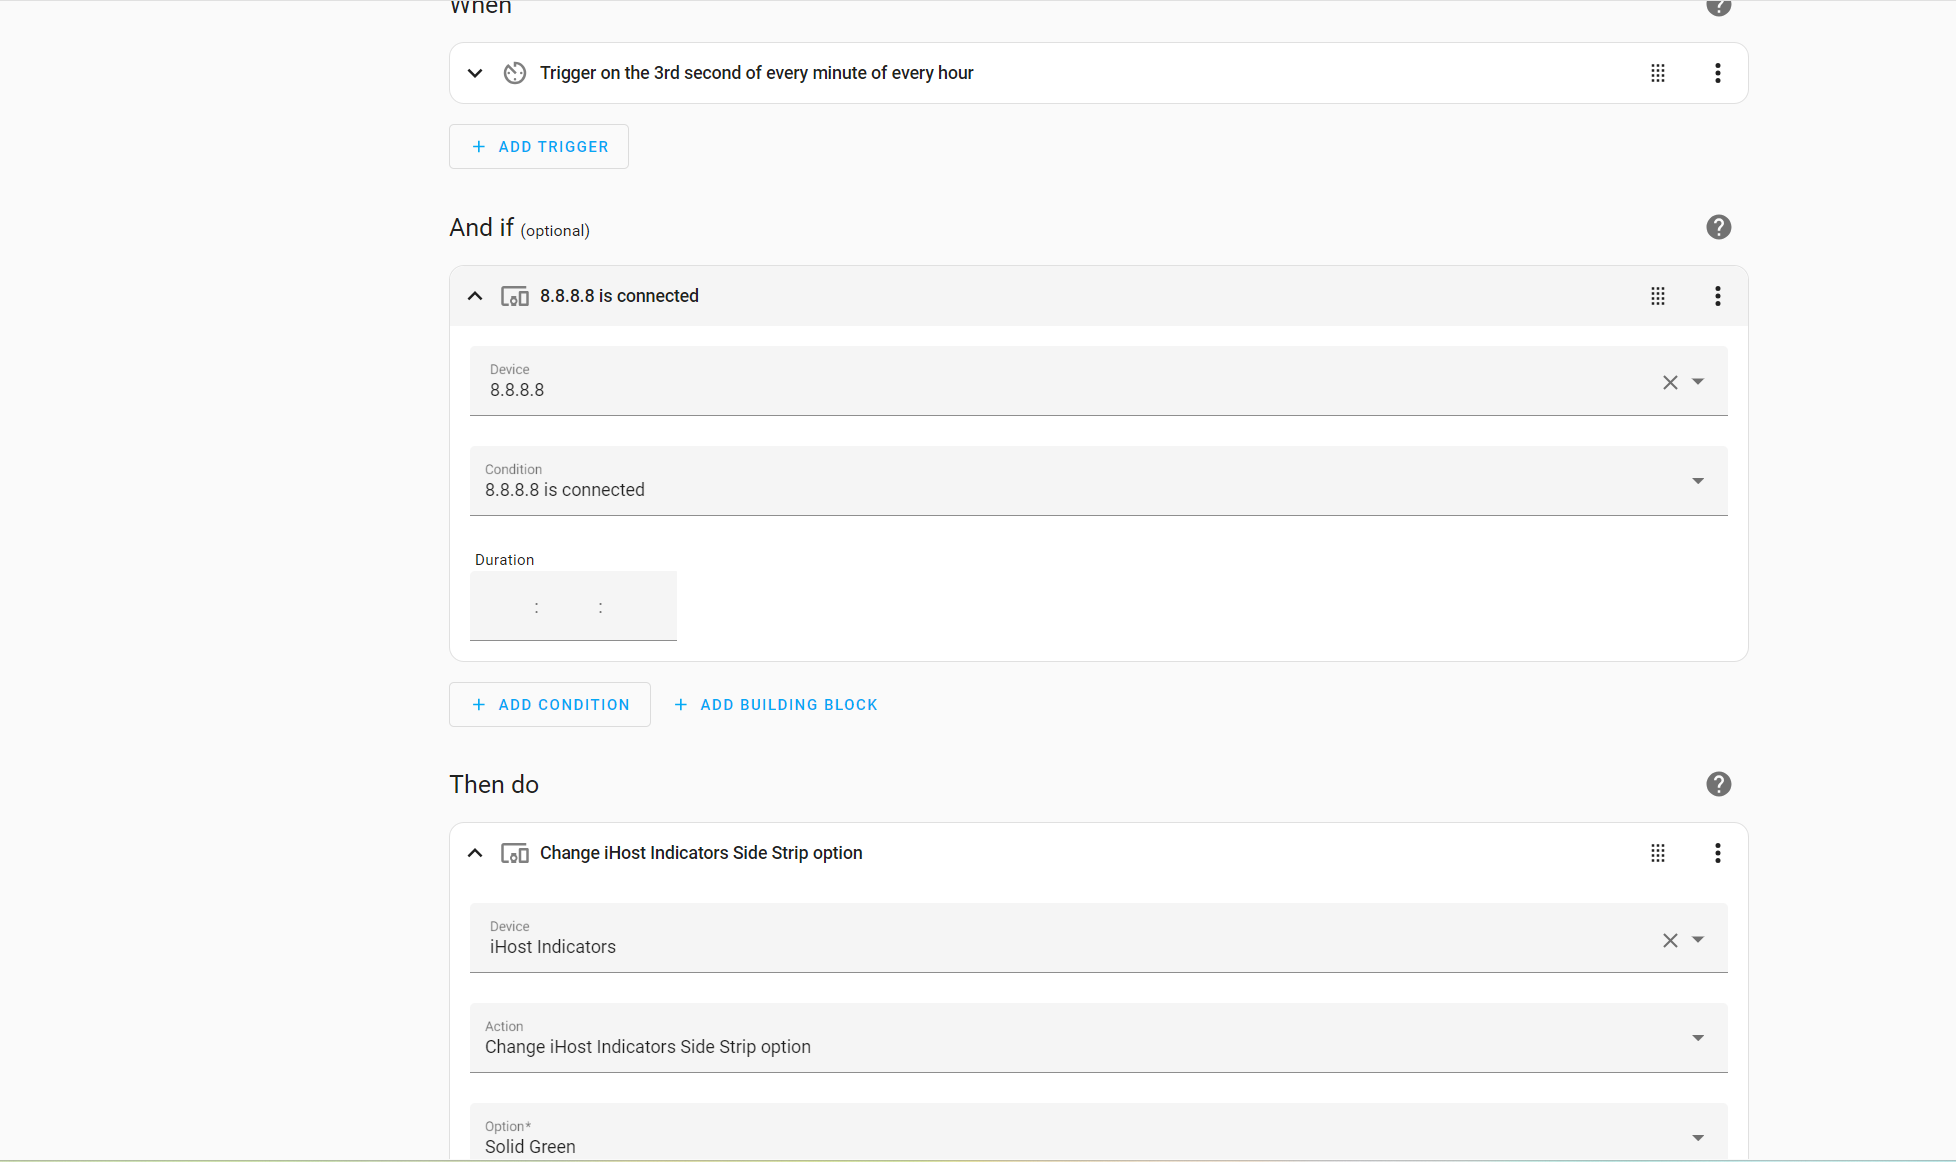 When
Trigger on the 3rd second of every minute of every hour
ADD TRIGGER
And if (optional)
8.8.8.8 is connected
Device
8.8.8.8
Condition
8.8.8.8 is connected
Duration
: :
ADD CONDITION
ADD BUILDING BLOCK
Then do
Change iHost Indicators Side Strip option
Device
iHost Indicators
Action
Change iHost Indicators Side Strip option
Option*
Solid Green